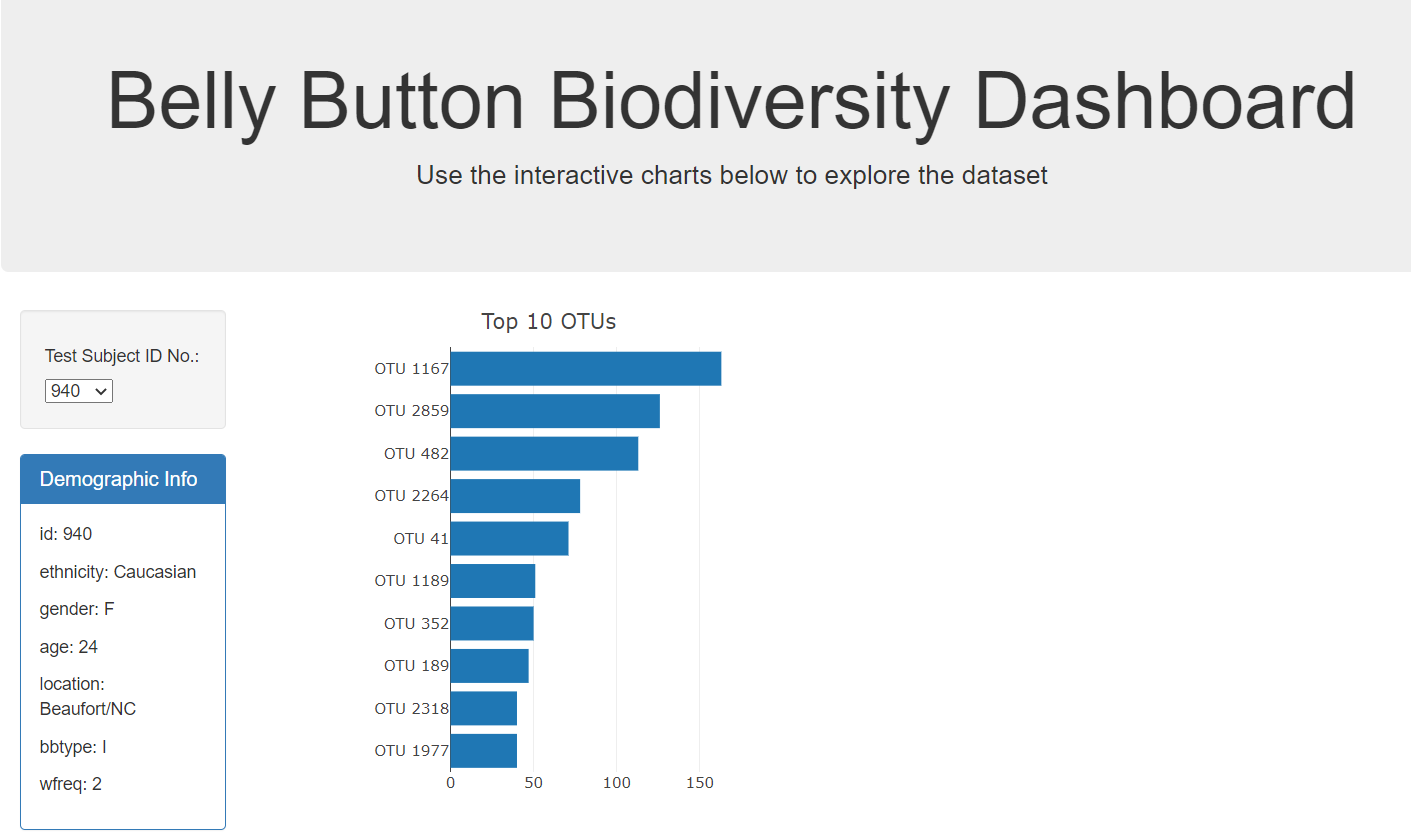 Belly Button Biodiversity Dashboard
Use the interactive charts below to explore the dataset
Test Subject ID No.:
940
Demographic Info
id: 940
ethnicity: Caucasian
gender: F
age: 24
location:
Beaufort/NC
bbtype: I
wfreq: 2
Top 10 OTUs
OTU 1167
OTU 2859
OTU 482
OTU 2264
OTU 41
OTU 1189
OTU 352
OTU 189
OTU 2318
OTU 1977
0 50 100 150